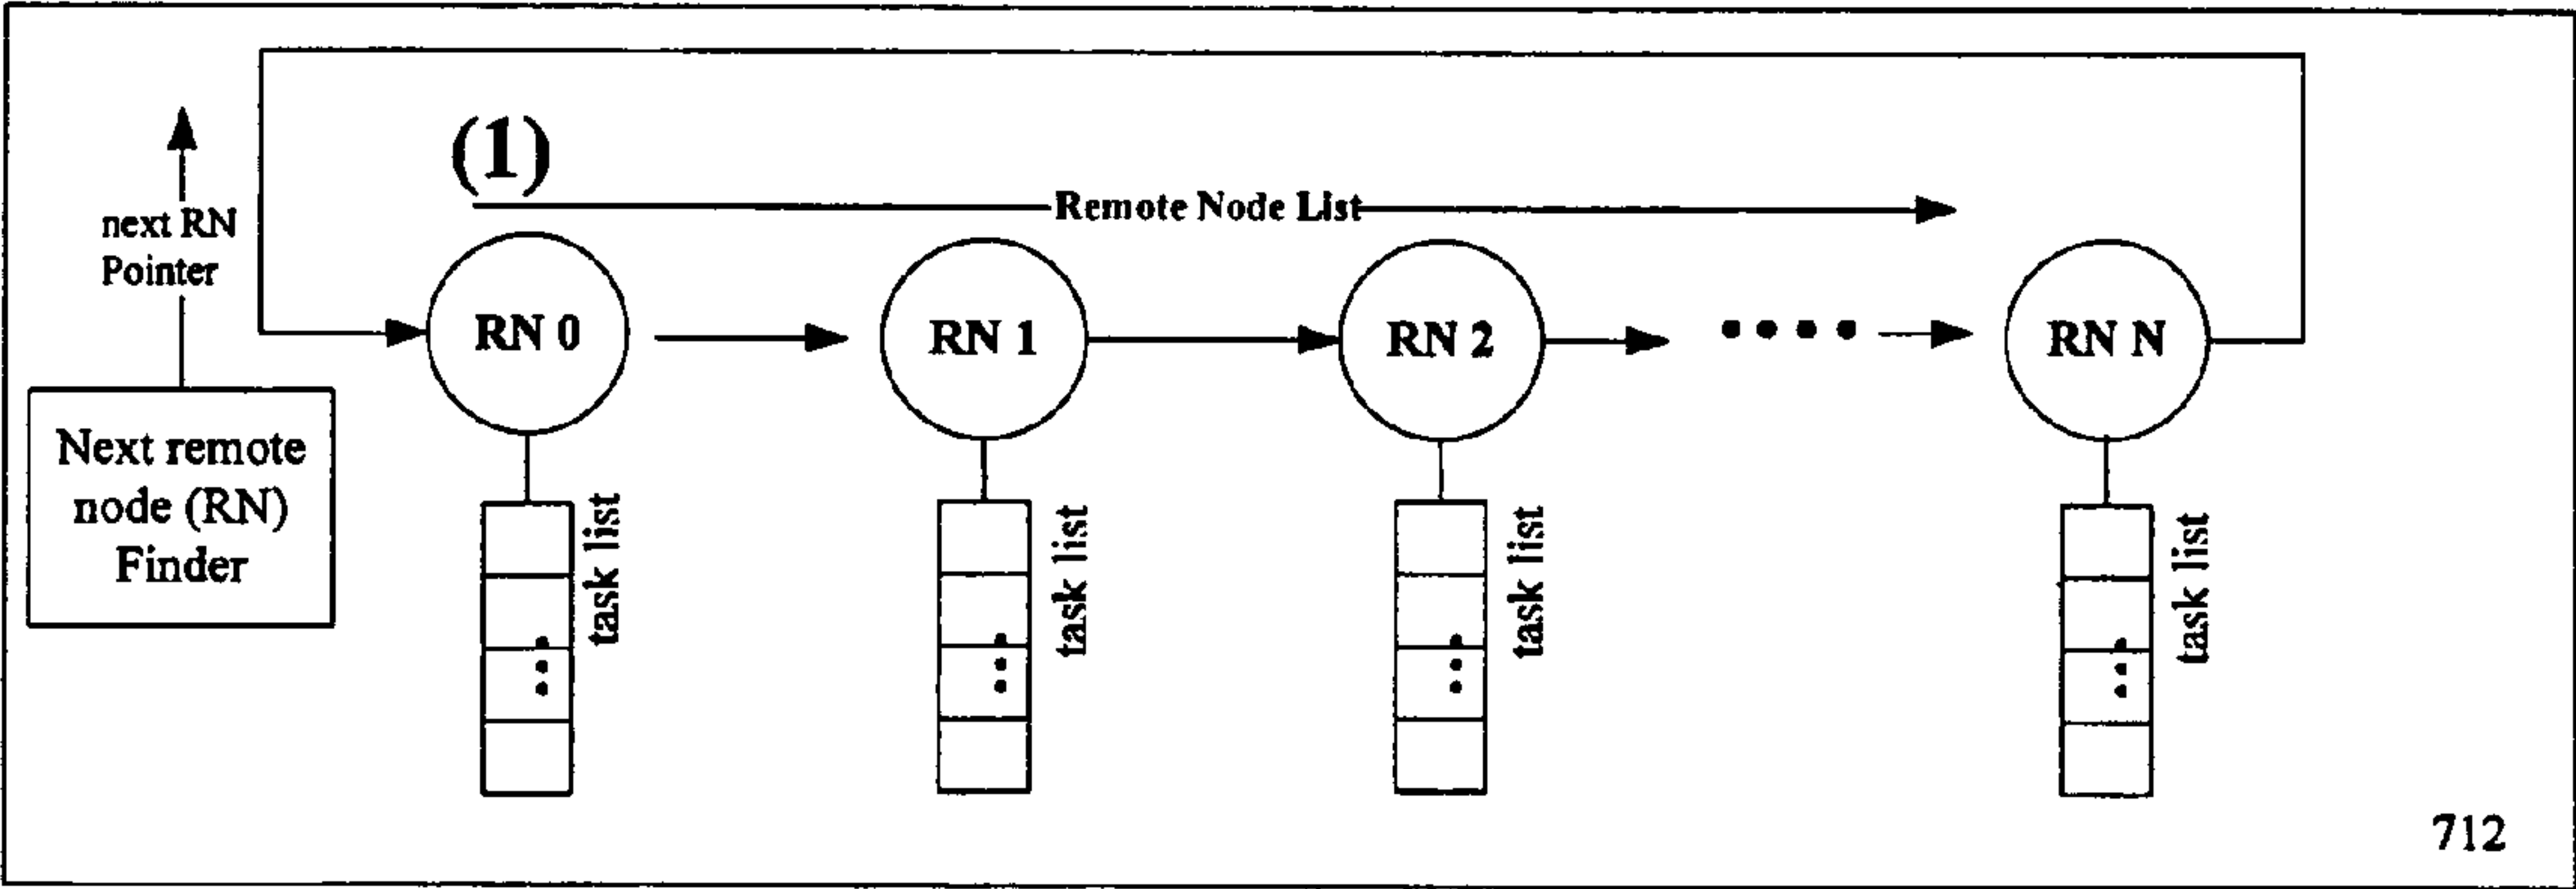 (1)
next RN
Pointer
Remote Node List
RN 0
RN 1
RN 2
RN N
Next remote
node (RN)
Finder
task list
task list
task list
task list
712